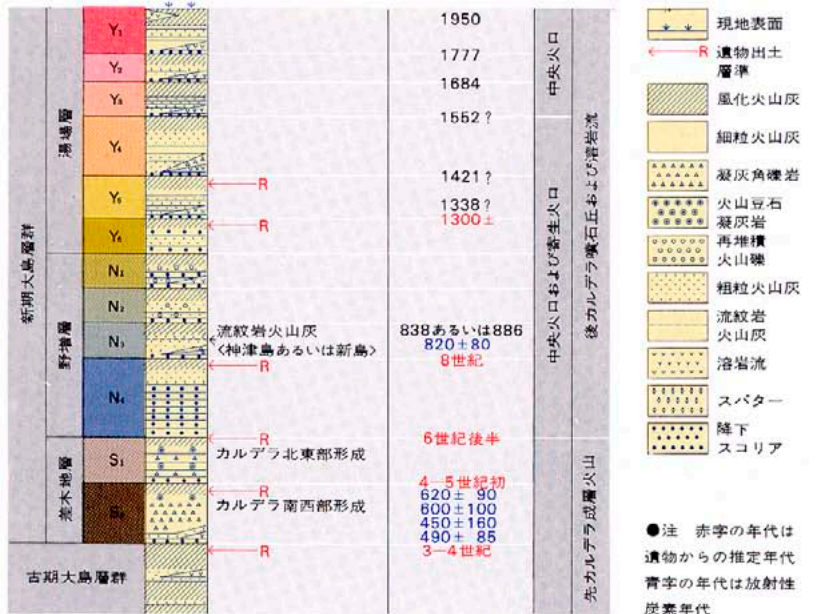 新期大島層群
湯場層
野増層
差木地層
古期大島層群
Y₁
Y₂
Y₃
Y₄
Y₅
Y₆
N₁
N₂
N₃
N₄
S₁
S₂
R
R
流紋岩火山灰
〈神津島あるいは新島〉
R
R
カルデラ北東部形成
R
カルデラ南西部形成
R
1950
1777
1684
1552?
1421?
1338?
1300±
838あるいは886
820±80
8世紀
6世紀後半
4—5世紀初
620± 90
600±100
450±160
490± 85
3—4世紀
中央火口
中央火口および寄生火口
後カルデラ噴石丘および溶岩流
先カルデラ成層火山
現地表面
R 遺物出土
層準
風化火山灰
細粒火山灰
凝灰角礫岩
火山豆石
凝灰岩
再堆積
火山礫
粗粒火山灰
流紋岩
火山灰
溶岩流
スパター
降下
スコリア
●注 赤字の年代は
遺物からの推定年代
青字の年代は放射性
炭素年代